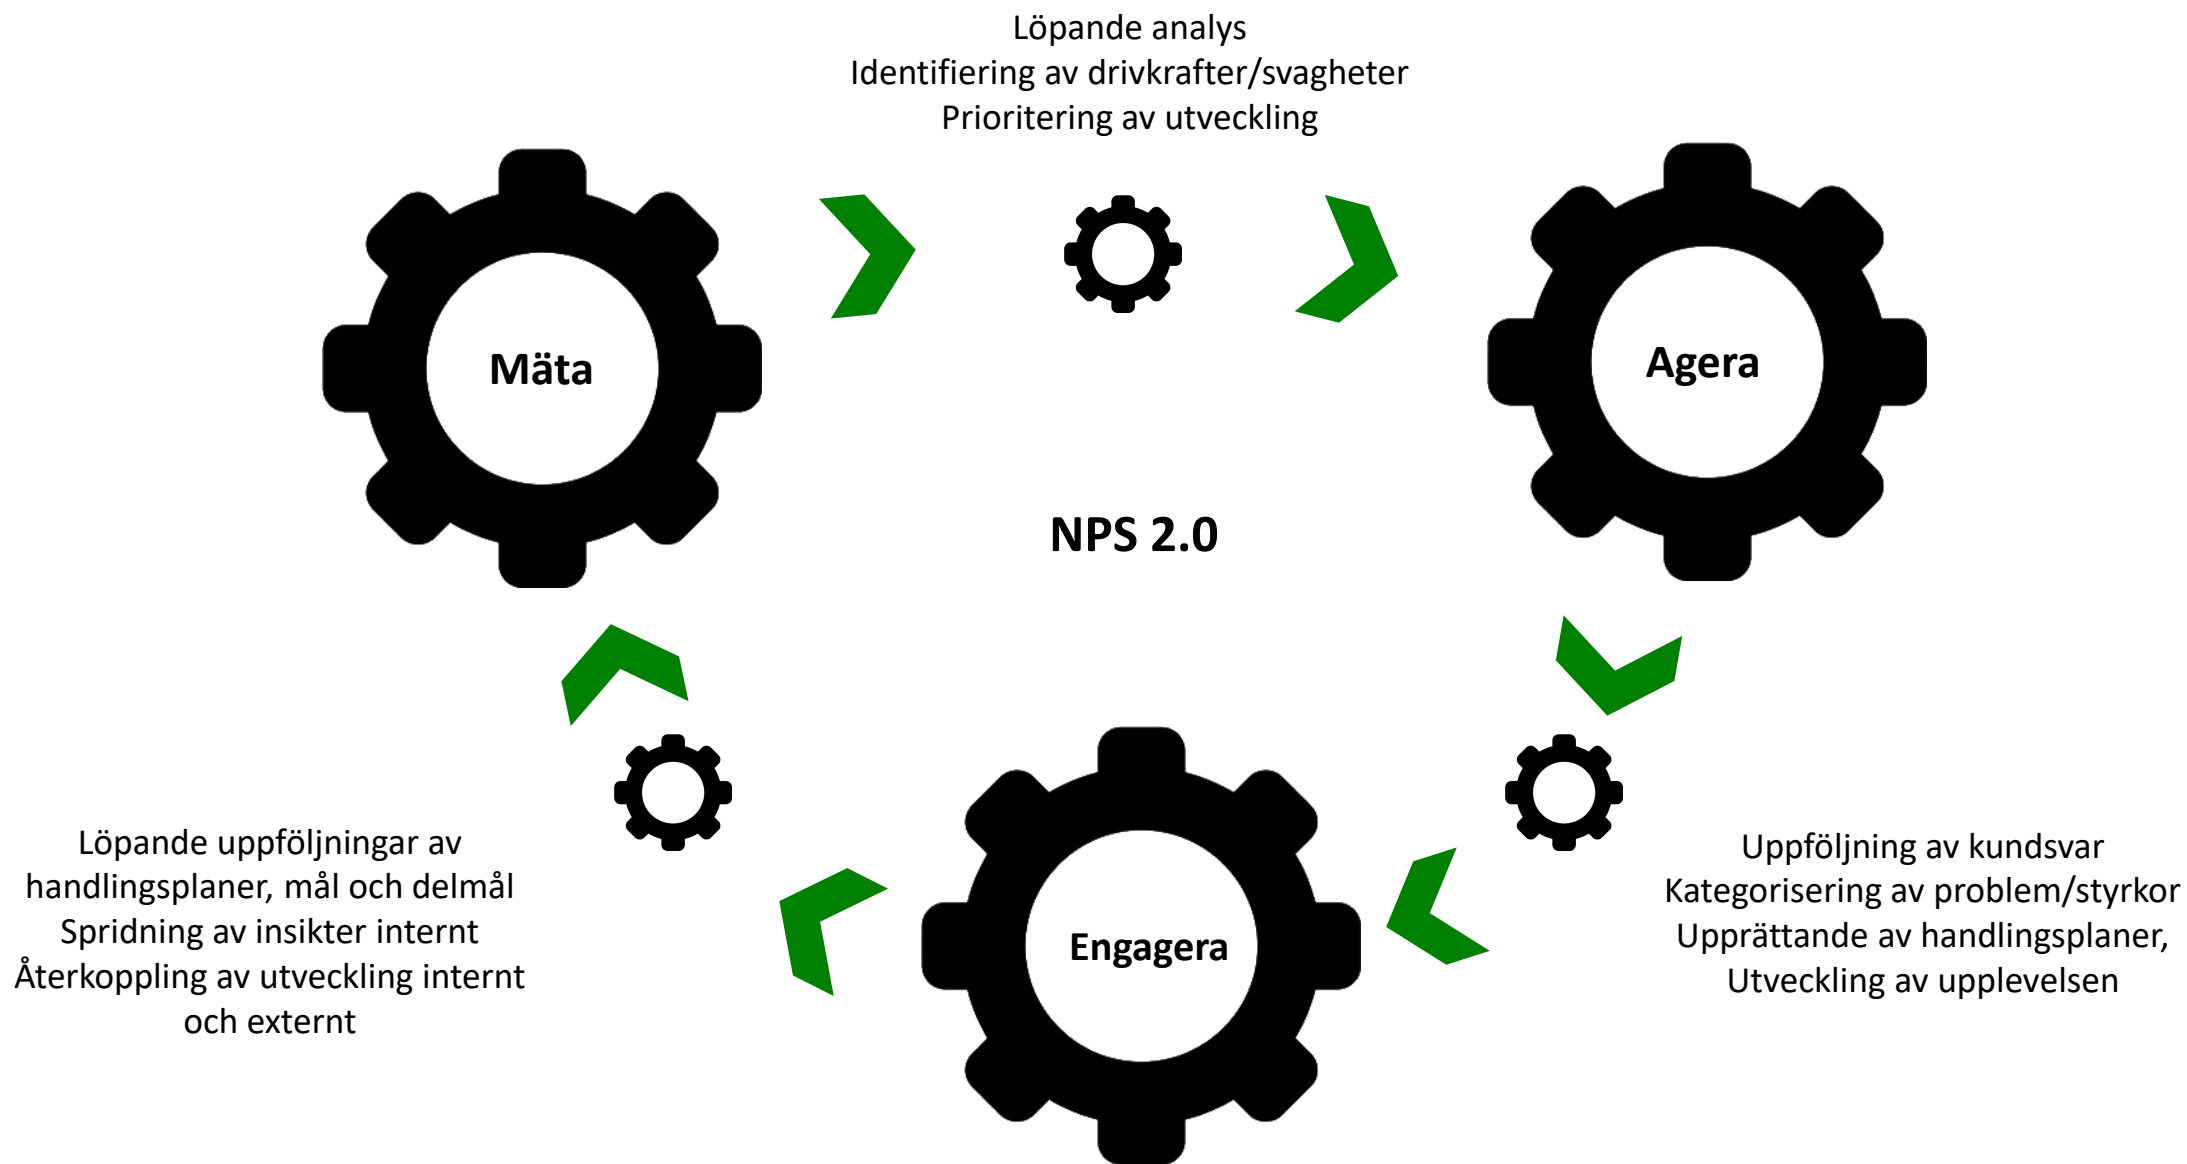 Löpande analys
Identifiering av drivkrafter/svagheter
Prioritering av utveckling
Mäta
Agera
NPS 2.0
Engagera
Löpande uppföljningar av
handlingsplaner, mål och delmål
Spridning av insikter internt
Återkoppling av utveckling internt
och externt
Uppföljning av kundsvar
Kategorisering av problem/styrkor
Upprättande av handlingsplaner,
Utveckling av upplevelsen